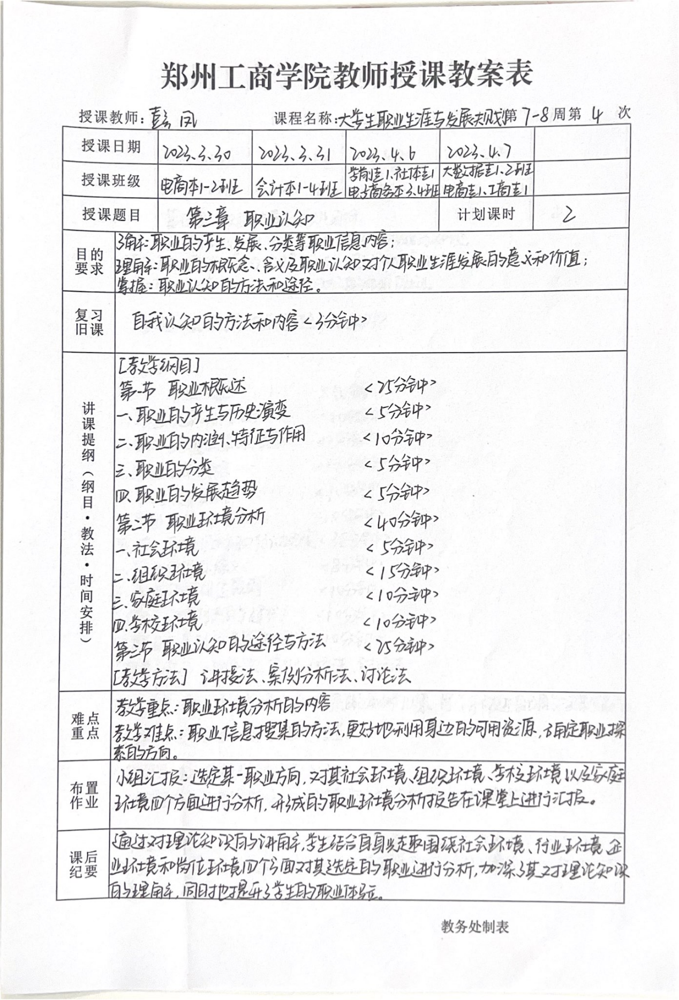 郑州工商学院教师授课教案表
授课教师：彭凤 课程名称：大学生职业生涯与发展规划 第7-8周第4次
授课日期 2023.3.30 2023.3.31 2023.4.6 2023.4.7
授课班级 电商本1-2班 会计本1-4班 学前专1、社体专1 电子商务本3、4班 大数据专1、2班 电商专1、工商专1
授课题目 第三章 职业认知 计划课时 2
目的要求
了解：职业的产生、发展、分类等职业信息内容；
理解：职业的概念、含义及职业认知对个人职业生涯发展的意义和价值；
掌握：职业认知的方法和途径。
复习旧课 自我认知的方法和内容<3分钟>
讲课提纲（纲目·教法·时间安排）
[教学纲目]
第一节 职业概述 <25分钟>
一、职业的产生与历史演变 <5分钟>
二、职业的内涵、特征与作用 <10分钟>
三、职业的分类 <5分钟>
四、职业的发展趋势 <5分钟>
第二节 职业环境分析 <40分钟>
一、社会环境 <5分钟>
二、组织环境 <15分钟>
三、家庭环境 <10分钟>
四、学校环境 <10分钟>
第三节 职业认知的途径与方法 <25分钟>
[教学方法] 讲授法、案例分析法、讨论法
难点重点
教学重点：职业环境分析的内容
教学难点：职业信息搜集的方法，更好地利用身边的可用资源，确定职业探
索的方向。
布置作业
小组汇报：选定某一职业方向，对其社会环境、组织环境、学校环境以及家庭
环境四个方面进行分析，形成的职业环境分析报告在课堂上进行汇报。
课后纪要
通过对理论知识的讲解，学生结合自身兴趣围绕社会环境、行业环境、企
业环境和岗位环境四个方面对其选定的职业进行分析，加深了其对理论知识
的理解，同时也提升了学生的职业体验。
教务处制表